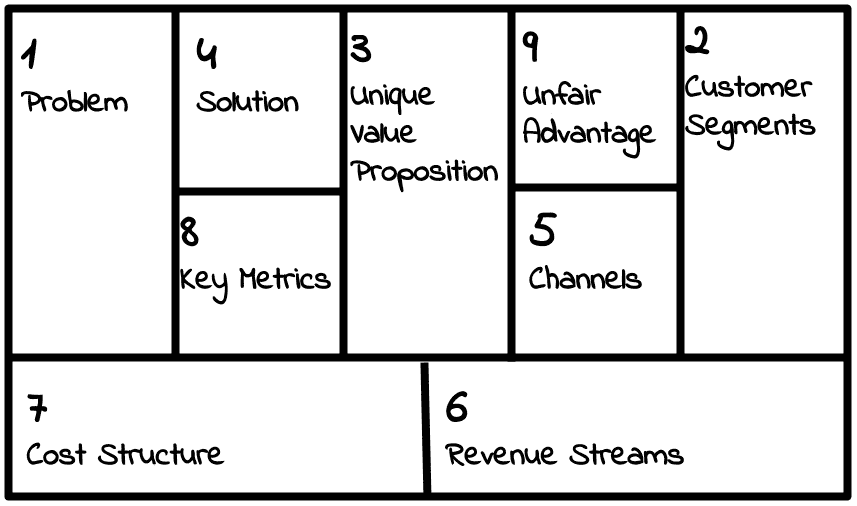 1
Problem
4
Solution
8
Key Metrics
3
Unique
Value
Proposition
9
Unfair
Advantage
5
Channels
2
Customer
Segments
7
Cost Structure
6
Revenue Streams